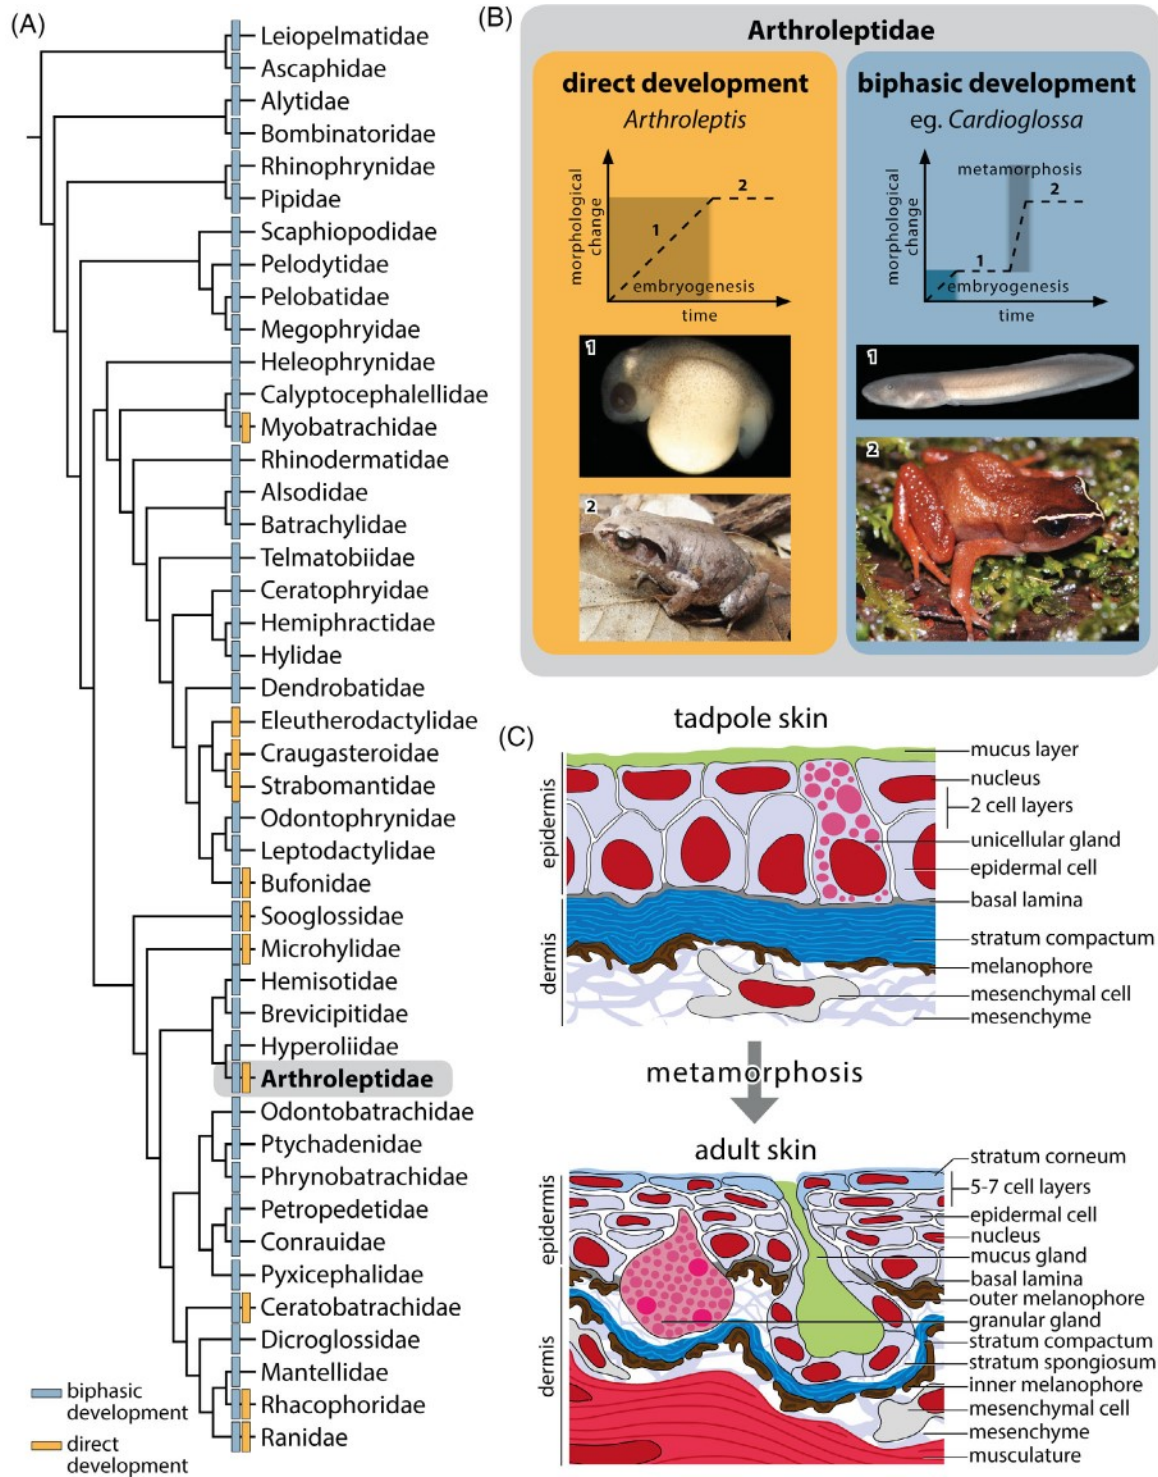 (A)
Leiopelmatidae
Ascaphidae
Alytidae
Bombinatoridae
Rhinophrynidae
Pipidae
Scaphiopodidae
Pelodytidae
Pelobatidae
Megophryidae
Heleophrynidae
Calyptocephalellidae
Myobatrachidae
Rhinodermatidae
Alsodidae
Batrachylidae
Telmatobiidae
Ceratophryidae
Hemiphractidae
Hylidae
Dendrobatidae
Eleutherodactylidae
Craugasteroidae
Strabomantidae
Odontophrynidae
Leptodactylidae
Bufonidae
Sooglossidae
Microhylidae
Hemisotidae
Brevicipitidae
Hyperoliidae
Arthroleptidae
Odontobatrachidae
Ptychadenidae
Phrynobatrachidae
Petropedetidae
Conrauidae
Pyxicephalidae
Ceratobatrachidae
Dicroglossidae
Mantellidae
Rhacophoridae
Ranidae
biphasic
development
direct
development
(B)
Arthroleptidae
direct development
Arthroleptis
morphological
change
1
2
embryogenesis
time
1
2
biphasic development
eg. Cardioglossa
morphological
change
metamorphosis
2
1
embryogenesis
time
1
2
(C)
tadpole skin
epidermis
dermis
mucus layer
nucleus
2 cell layers
unicellular gland
epidermal cell
basal lamina
stratum compactum
melanophore
mesenchymal cell
mesenchyme
metamorphosis
adult skin
epidermis
dermis
stratum corneum
5-7 cell layers
epidermal cell
nucleus
mucus gland
basal lamina
outer melanophore
granular gland
stratum compactum
stratum spongiosum
inner melanophore
mesenchymal cell
mesenchyme
musculature